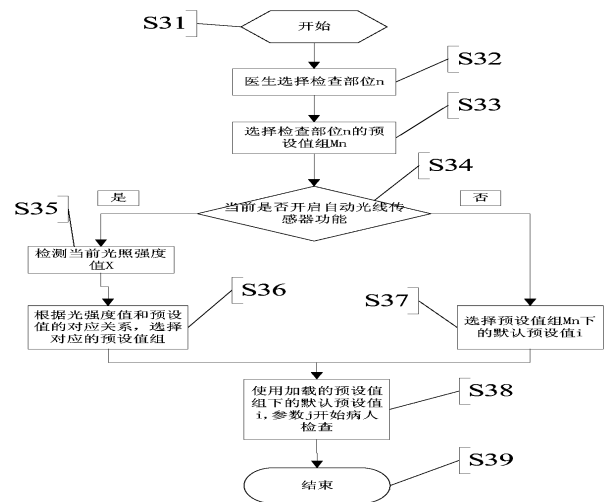 S31
开始
S32
医生选择检查部位n
S33
选择检查部位n的预
设值组Mn
S34
是
否
当前是否开启自动光线传
感器功能
S35
检测当前光照强度
值X
S36
根据光强度值和预设
值的对应关系，选择
对应的预设值组
S37
选择预设值组Mn下
的默认预设值i
S38
使用加载的预设值
组下的默认预设值
i,参数j开始病人
检查
S39
结束